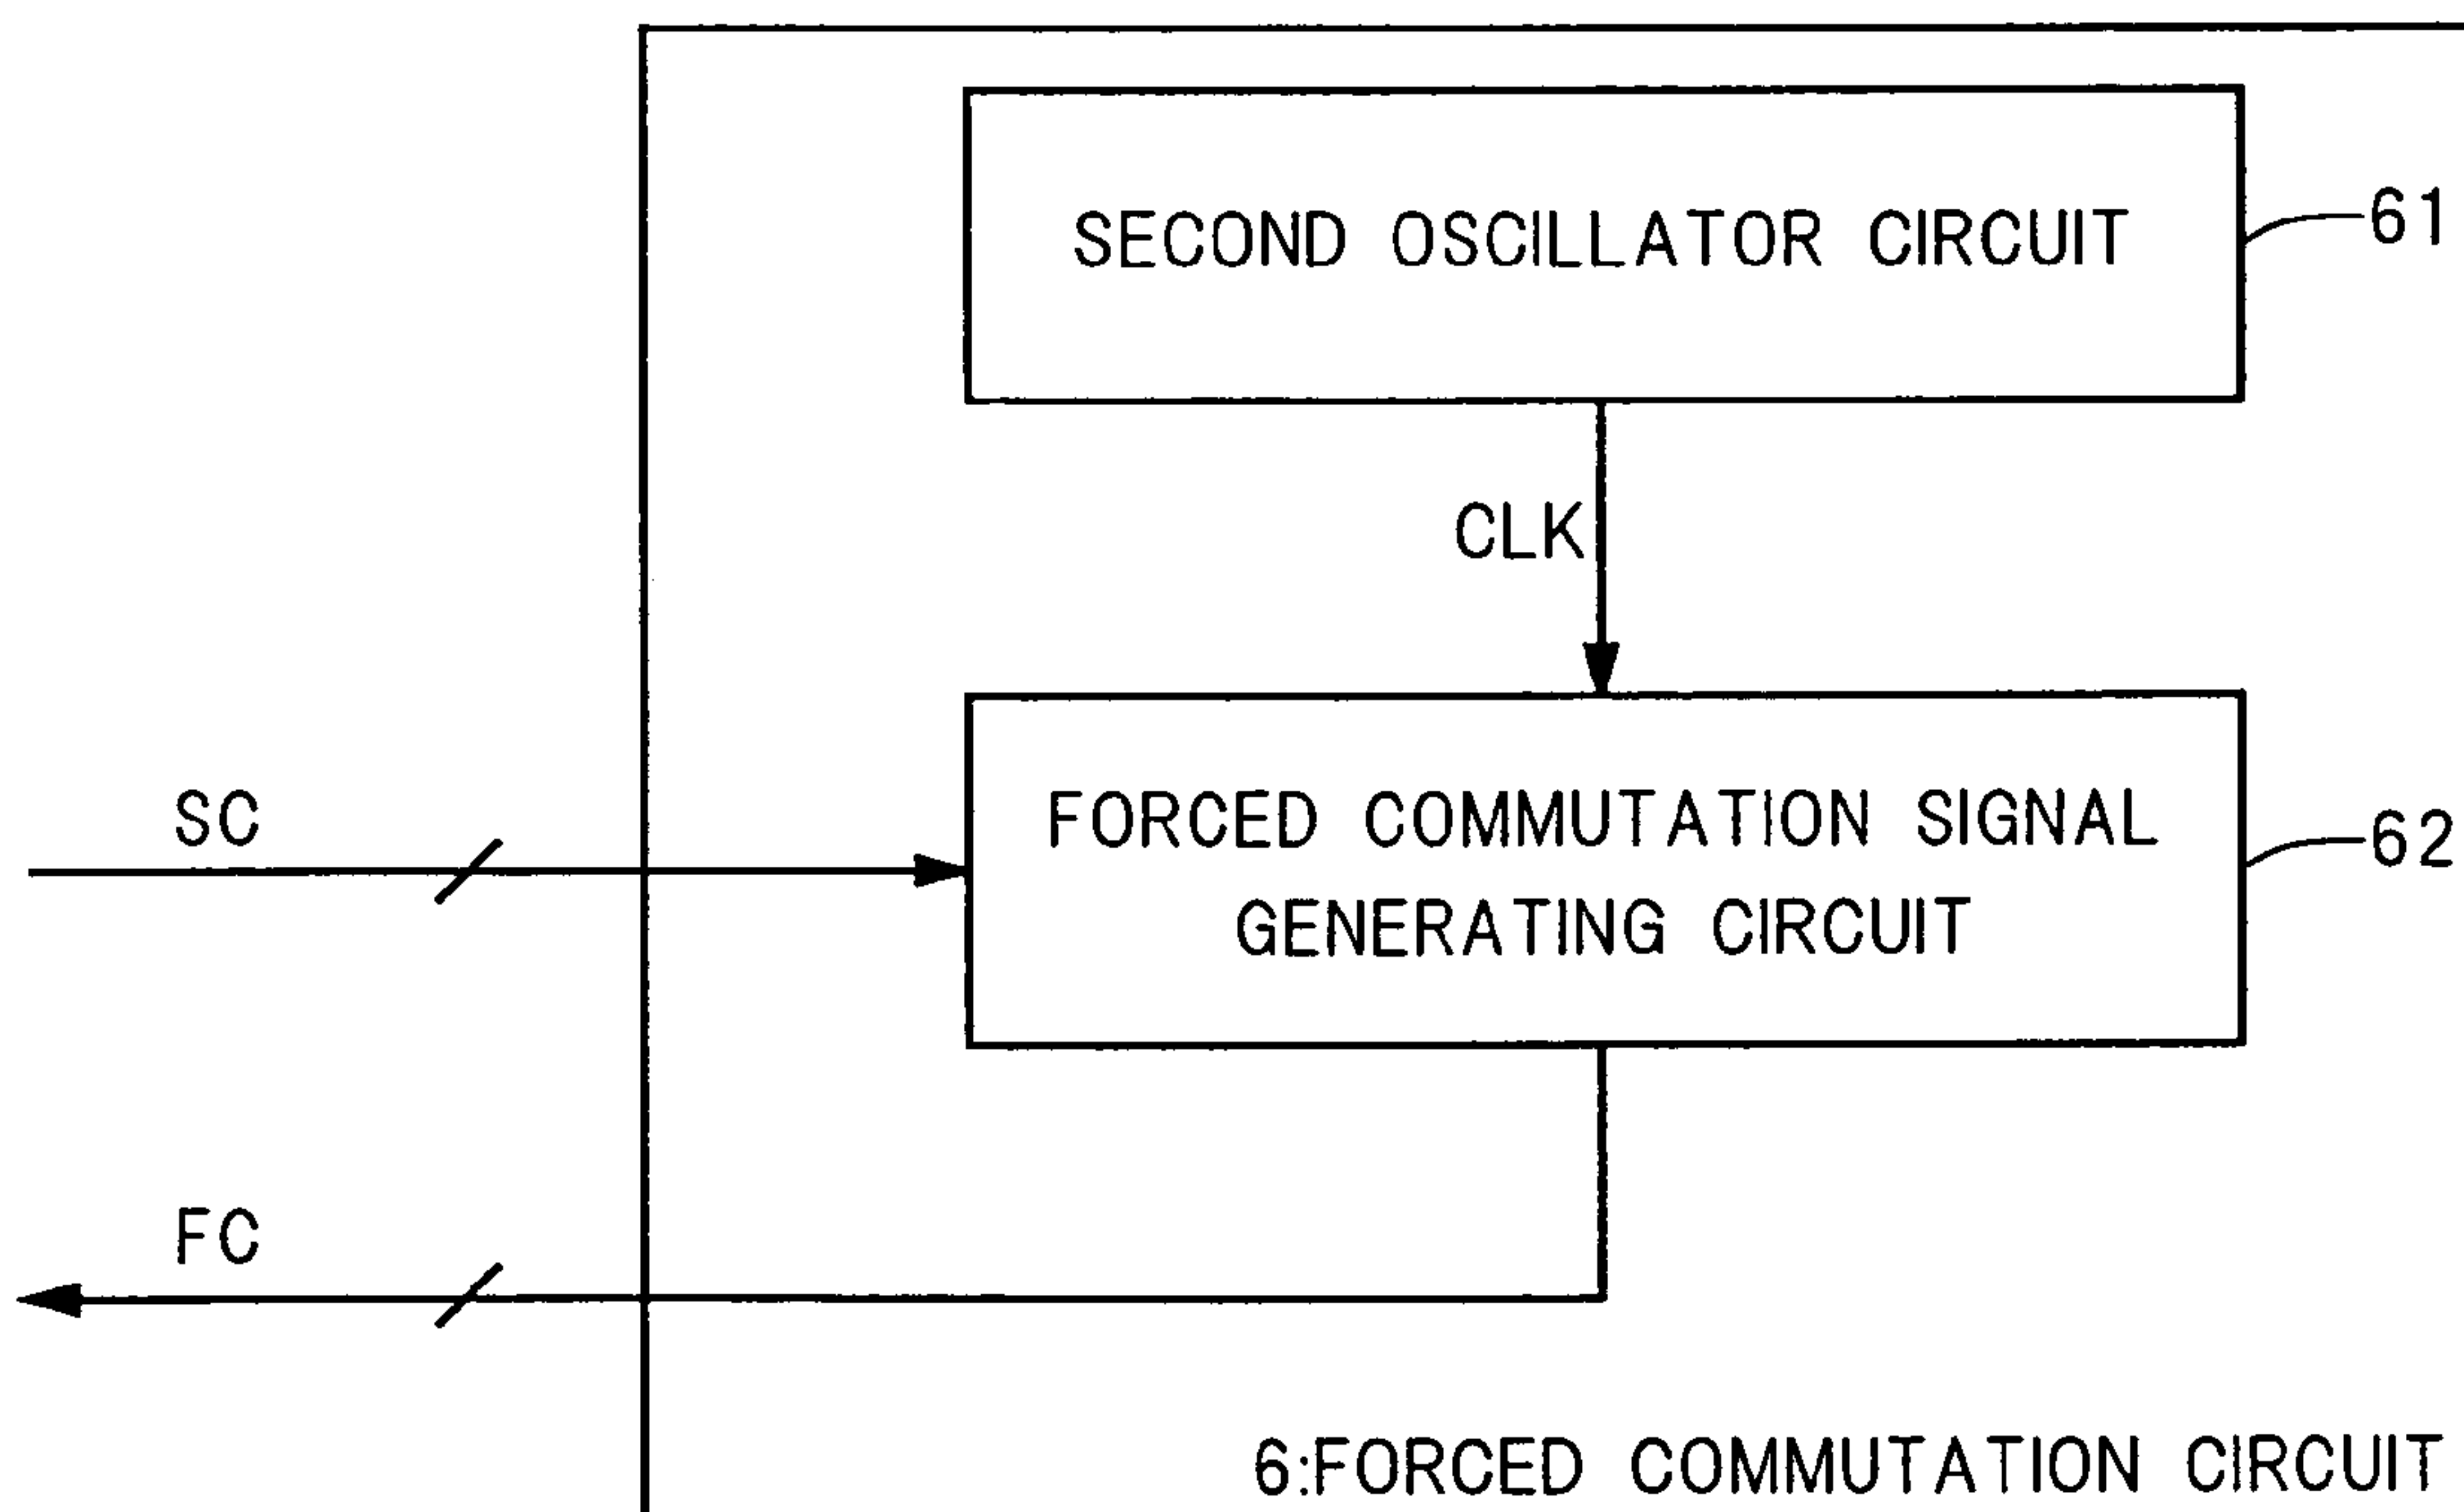 SECOND OSCILLATOR CIRCUIT
61
CLK
SC
FORCED COMMUTATION SIGNAL
GENERATING CIRCUIT
62
FC
6:FORCED COMMUTATION CIRCUIT